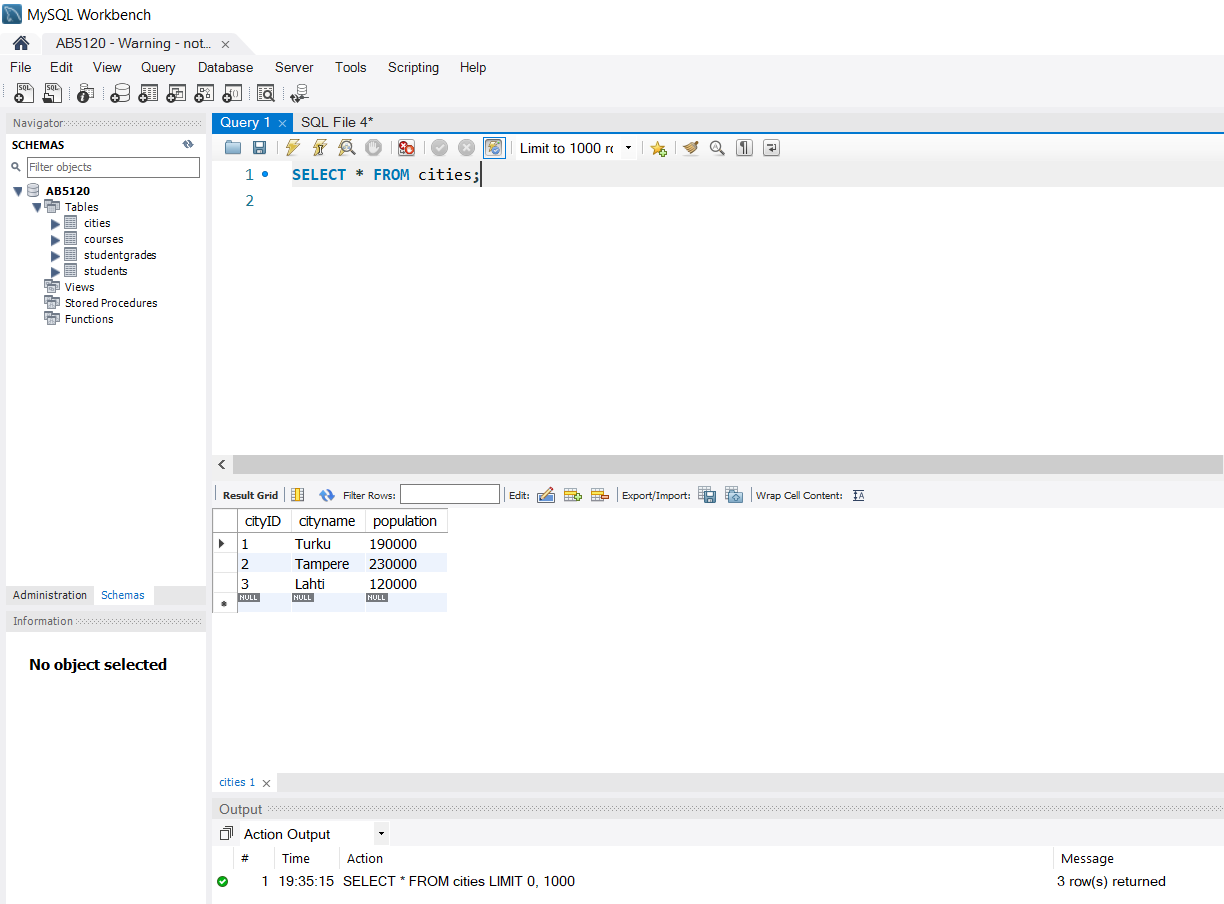 MySQL Workbench
AB5120 - Warning - not...
File Edit View Query Database Server Tools Scripting Help
Navigator
SCHEMAS
Filter objects
AB5120
Tables
cities
courses
studentgrades
students
Views
Stored Procedures
Functions
Administration Schemas
Information
No object selected
Query 1 SQL File 4*
Limit to 1000 rc
1 SELECT * FROM cities;
2
Result Grid Filter Rows: Edit: Export/Import: Wrap Cell Content:
cityID cityname population
1 Turku 190000
2 Tampere 230000
3 Lahti 120000
NULL NULL NULL
cities 1
Output
Action Output
# Time Action Message
1 19:35:15 SELECT * FROM cities LIMIT 0, 1000 3 row(s) returned